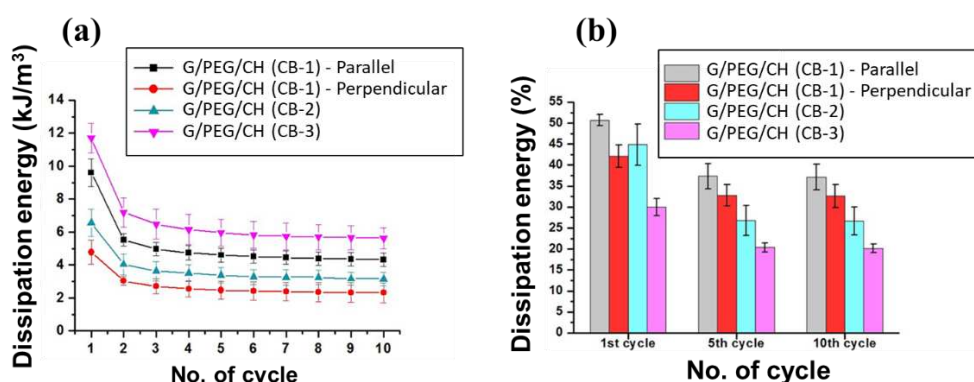 (a)
G/PEG/CH (CB-1) - Parallel
G/PEG/CH (CB-1) - Perpendicular
G/PEG/CH (CB-2)
G/PEG/CH (CB-3)
Dissipation energy (kJ/m³)
14
12
10
8
6
4
2
0
1 2 3 4 5 6 7 8 9 10
No. of cycle
(b)
G/PEG/CH (CB-1) - Parallel
G/PEG/CH (CB-1) - Perpendicular
G/PEG/CH (CB-2)
G/PEG/CH (CB-3)
Dissipation energy (%)
55
50
45
40
35
30
25
20
15
10
5
0
1st cycle 5th cycle 10th cycle
No. of cycle